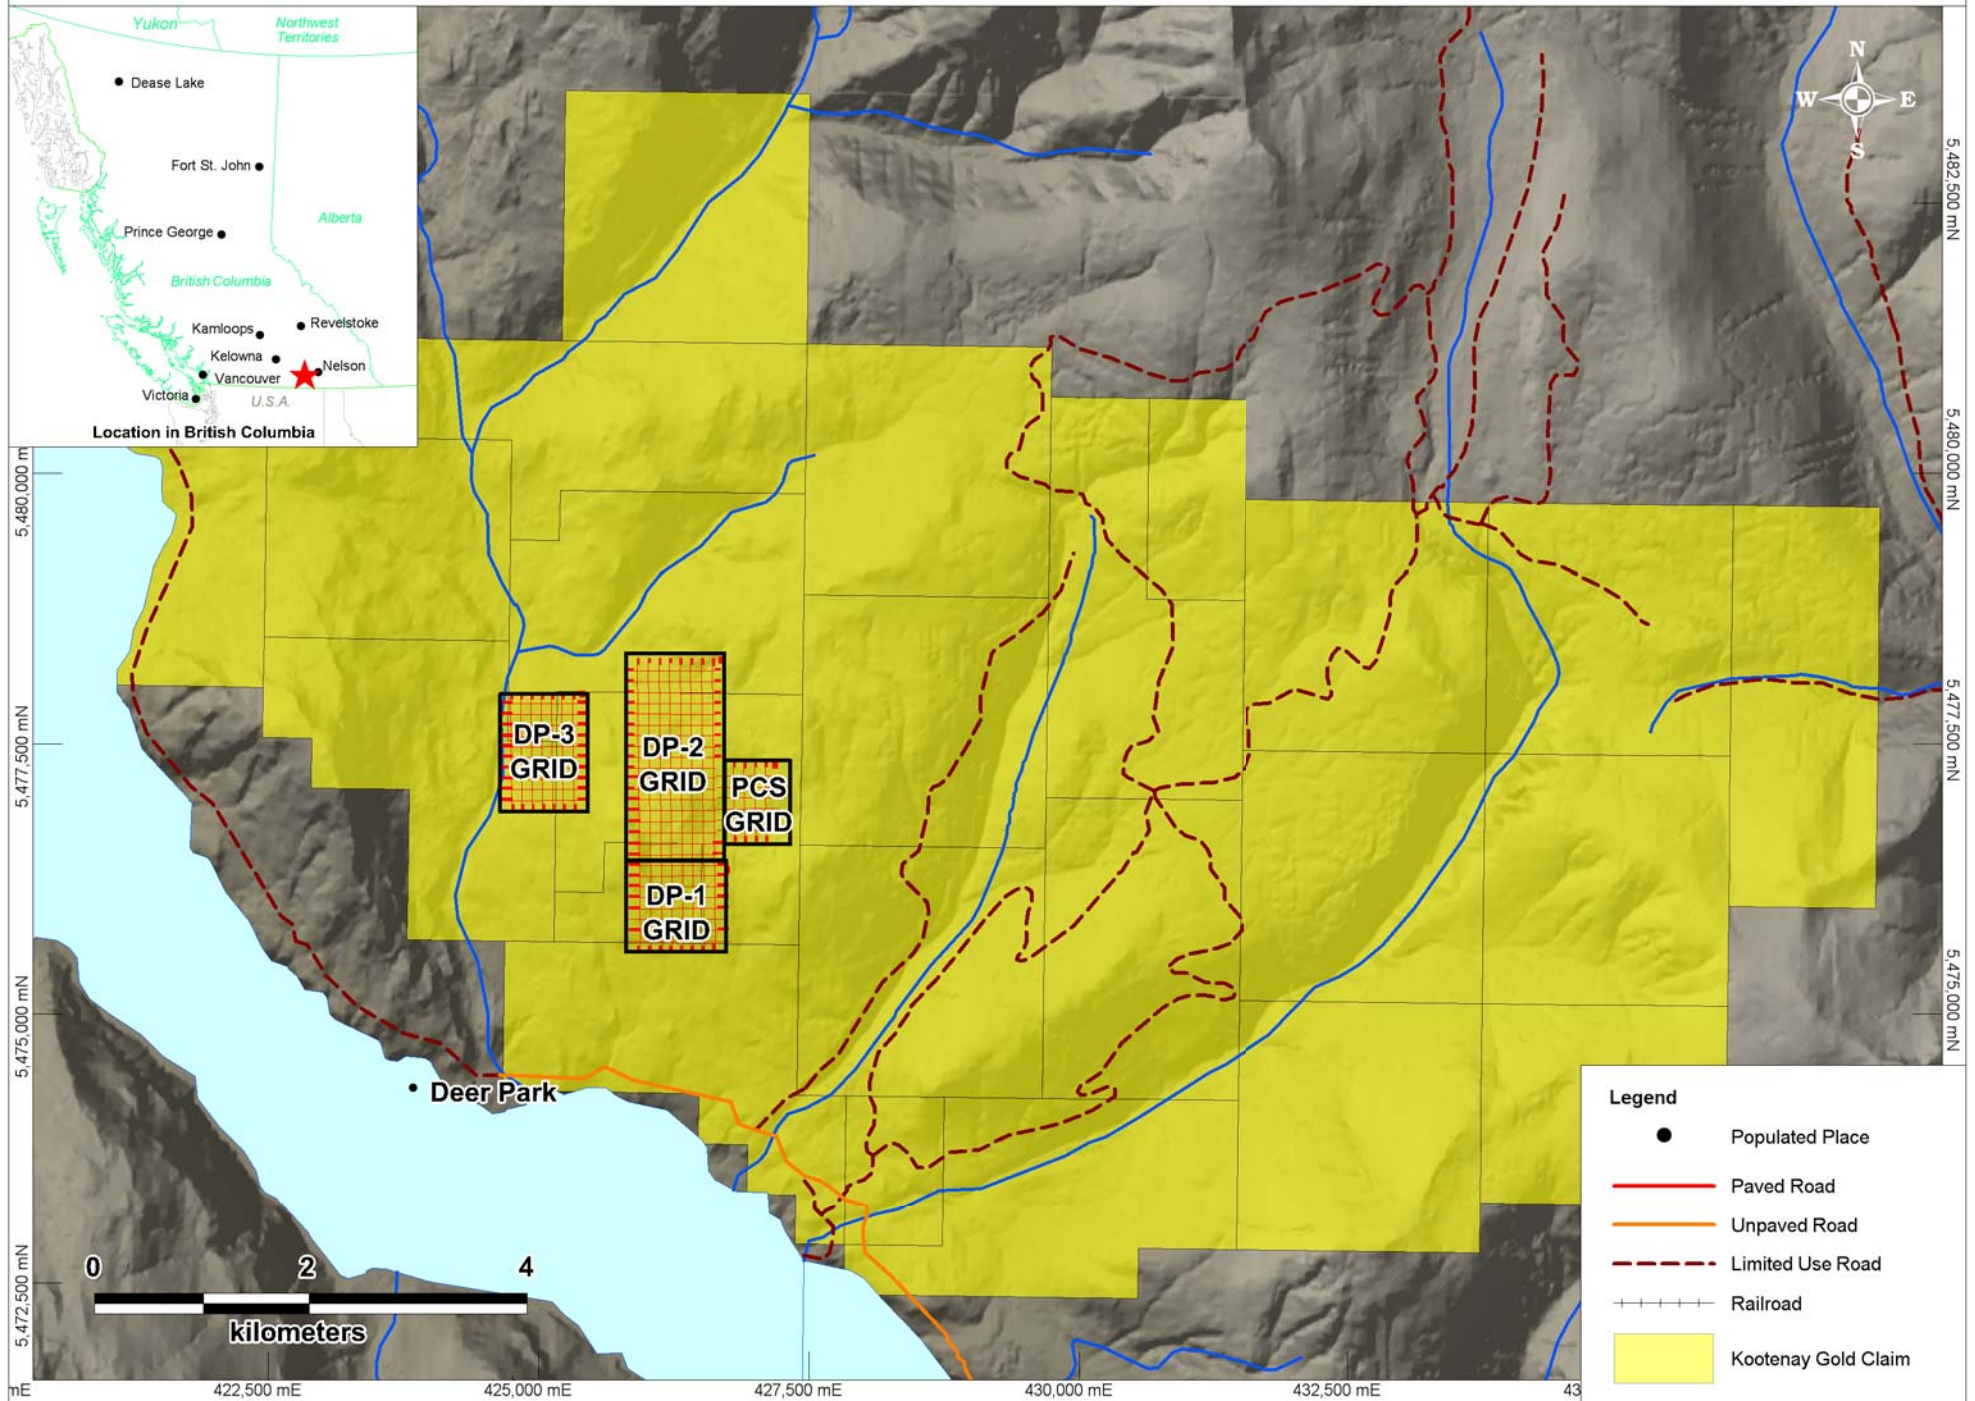 Yukon
Northwest
Territories
Dease Lake
Fort St. John
Alberta
Prince George
British Columbia
Kamloops
Revelstoke
Kelowna
Nelson
Vancouver
Victoria
U.S.A.
Location in British Columbia
N
W
E
S
5,482,500 mN
5,480,000 m
5,480,000 mN
5,477,500 mN
5,477,500 mN
5,475,000 mN
5,475,000 mN
5,472,500 mN
DP-3
GRID
DP-2
GRID
PCS
GRID
DP-1
GRID
Deer Park
0
2
4
kilometers
Legend
Populated Place
Paved Road
Unpaved Road
Limited Use Road
Railroad
Kootenay Gold Claim
mE
422,500 mE
425,000 mE
427,500 mE
430,000 mE
432,500 mE
43